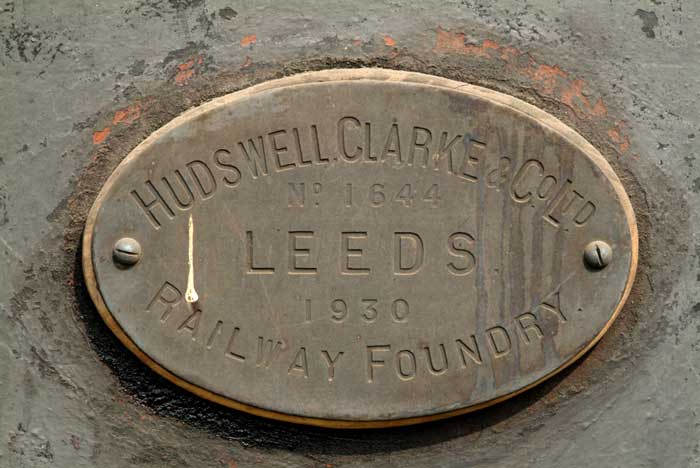 HUDSWELL. CLARKE & CO LTD
No 1644
LEEDS
1930
RAILWAY FOUNDRY